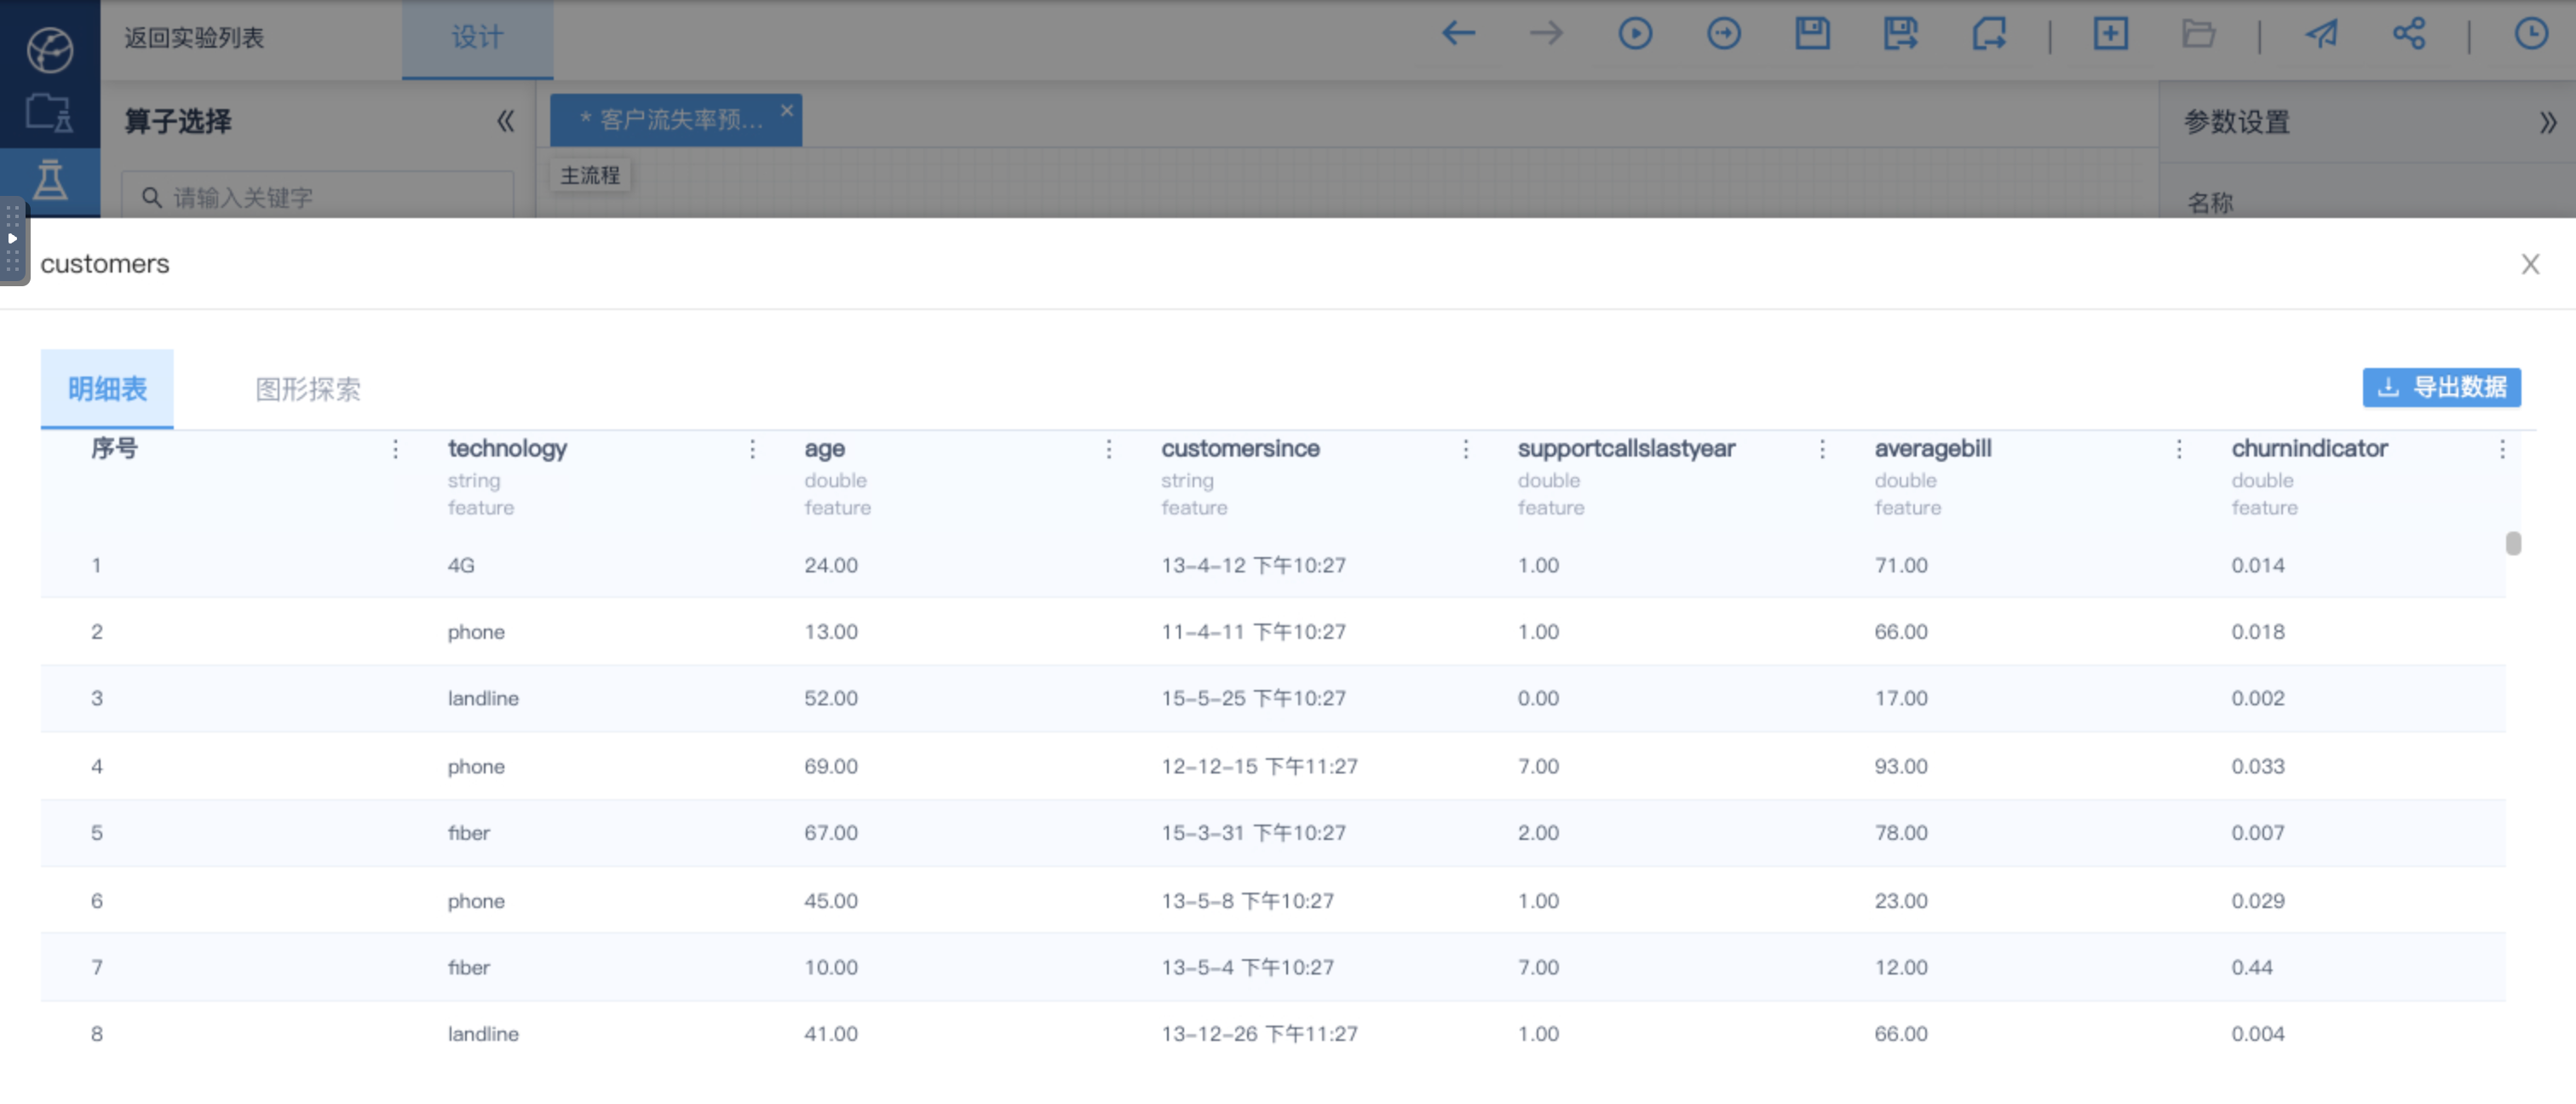 返回实验列表 设计
算子选择 « * 客户流失率预... × 参数设置 »
主流程
请输入关键字 名称
customers X
明细表 图形探索 导出数据
序号 technology age customersince supportcallslastyear averagebill churnindicator
string double string double double double
feature feature feature feature feature feature
1 4G 24.00 13-4-12 下午10:27 1.00 71.00 0.014
2 phone 13.00 11-4-11 下午10:27 1.00 66.00 0.018
3 landline 52.00 15-5-25 下午10:27 0.00 17.00 0.002
4 phone 69.00 12-12-15 下午11:27 7.00 93.00 0.033
5 fiber 67.00 15-3-31 下午10:27 2.00 78.00 0.007
6 phone 45.00 13-5-8 下午10:27 1.00 23.00 0.029
7 fiber 10.00 13-5-4 下午10:27 7.00 12.00 0.44
8 landline 41.00 13-12-26 下午11:27 1.00 66.00 0.004